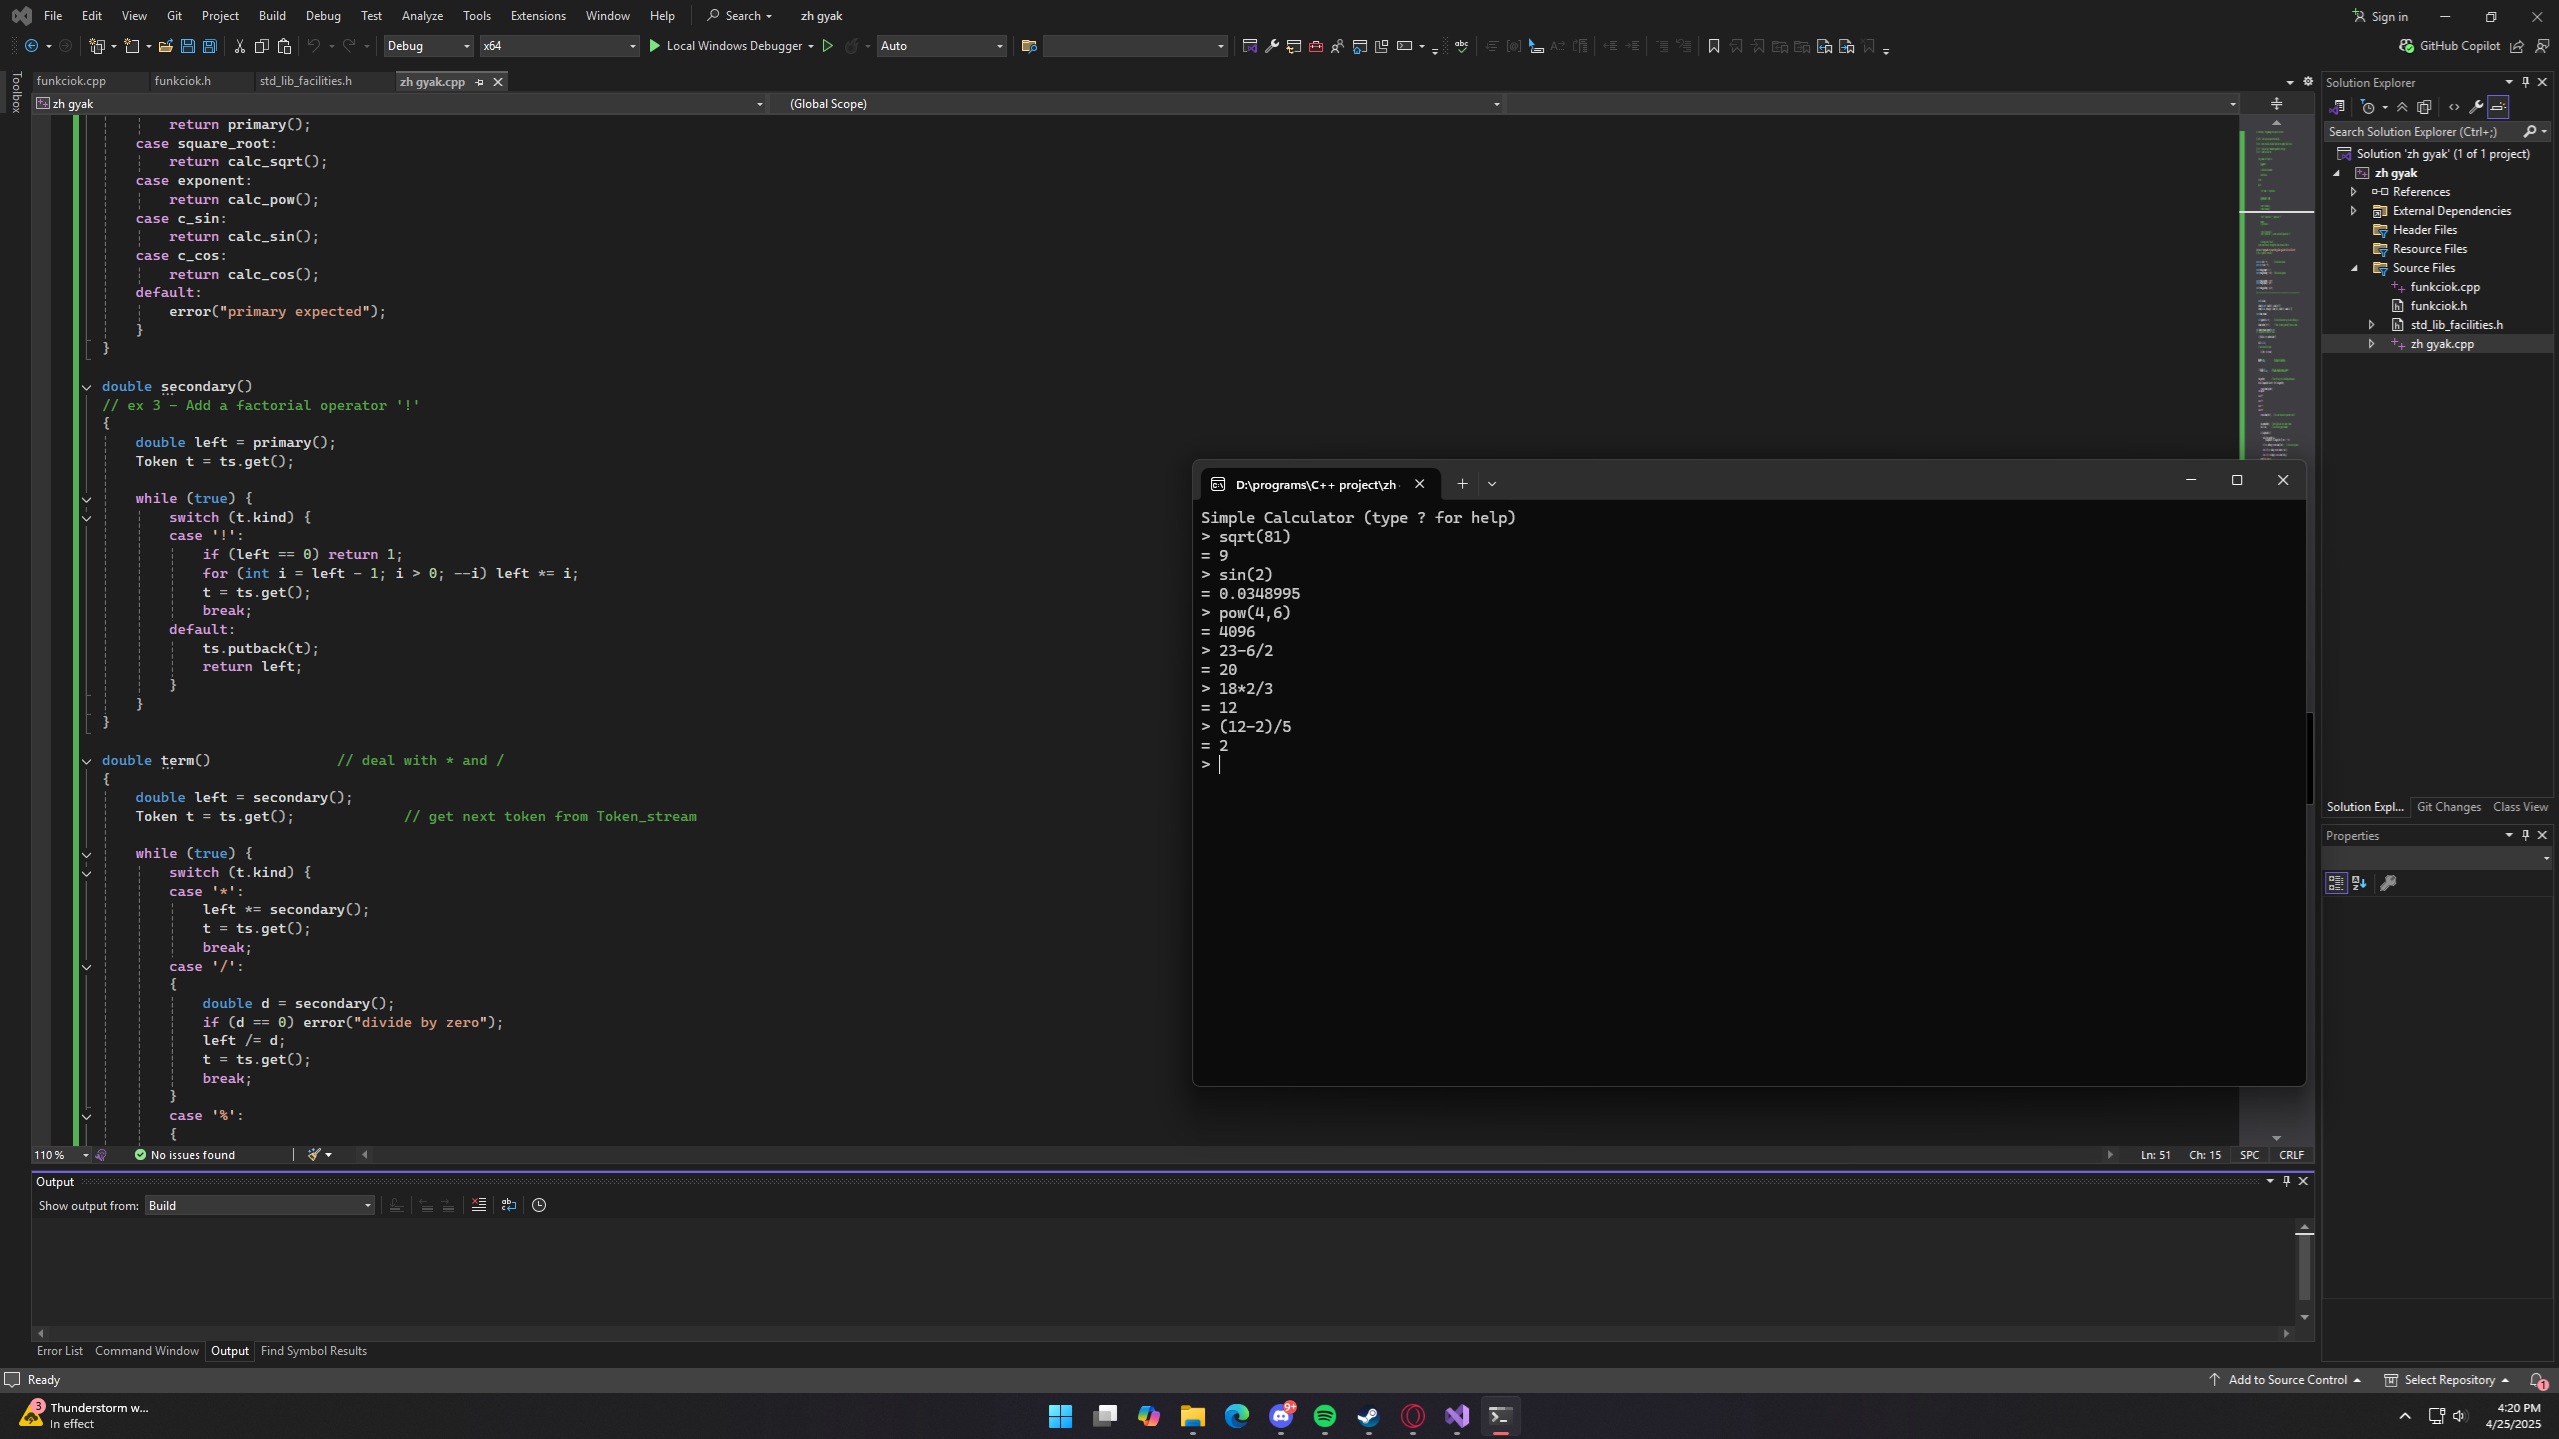 File Edit View Git Project Build Debug Test Analyze Tools Extensions Window Help Search zh gyak Sign in
Debug x64 Local Windows Debugger Auto GitHub Copilot
Toolbox
funkciok.cpp funkciok.h std_lib_facilities.h zh gyak.cpp
zh gyak (Global Scope)
return primary();
case square_root:
return calc_sqrt();
case exponent:
return calc_pow();
case c_sin:
return calc_sin();
case c_cos:
return calc_cos();
default:
error("primary expected");
}
}
double secondary()
// ex 3 - Add a factorial operator '!'
{
double left = primary();
Token t = ts.get();
while (true) {
switch (t.kind) {
case '!':
if (left == 0) return 1;
for (int i = left - 1; i > 0; --i) left *= i;
t = ts.get();
break;
default:
ts.putback(t);
return left;
}
}
}
double term() // deal with * and /
{
double left = secondary();
Token t = ts.get(); // get next token from Token_stream
while (true) {
switch (t.kind) {
case '*':
left *= secondary();
t = ts.get();
break;
case '/':
{
double d = secondary();
if (d == 0) error("divide by zero");
left /= d;
t = ts.get();
break;
}
case '%':
{
110 % No issues found Ln: 51 Ch: 15 SPC CRLF
D:\programs\C++ project\zh
Simple Calculator (type ? for help)
> sqrt(81)
= 9
> sin(2)
= 0.0348995
> pow(4,6)
= 4096
> 23-6/2
= 20
> 18*2/3
= 12
> (12-2)/5
= 2
>
Solution Explorer
Search Solution Explorer (Ctrl+;)
Solution 'zh gyak' (1 of 1 project)
zh gyak
References
External Dependencies
Header Files
Resource Files
Source Files
funkciok.cpp
funkciok.h
std_lib_facilities.h
zh gyak.cpp
Solution Expl... Git Changes Class View
Properties
Output
Show output from: Build
Error List Command Window Output Find Symbol Results
Ready Add to Source Control Select Repository 1
3 Thunderstorm w...
In effect
9+
4:20 PM
4/25/2025